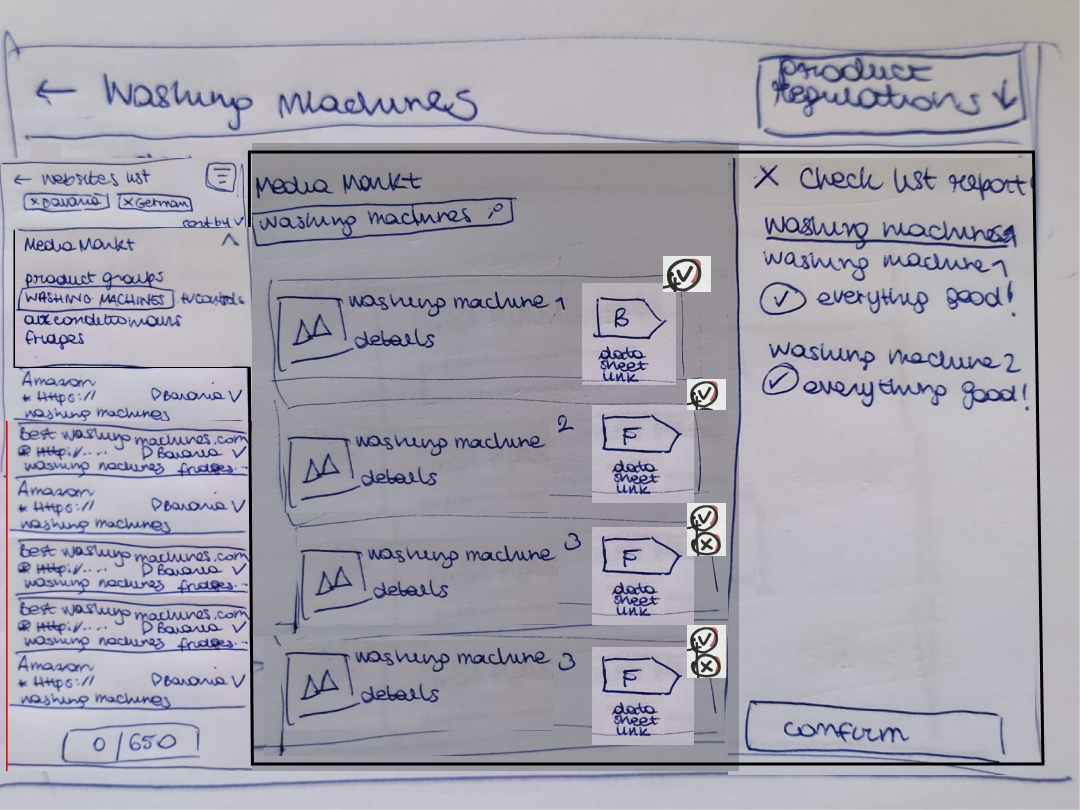 ← Washing Machines
product
regulations ↓
← websites list
x Bavaria
x German
sort by
Media Markt
product groups
WASHING MACHINES tv controls
airconditionars
fridges
Amazon
* Https://
Bavaria
washing machines
Best washing machines.com
Http://....
Bavaria
washing machines fridges..
Amazon
* Https://
Bavaria
washing machines
Best washing machines.com
Http://....
Bavaria
washing machines fridges..
Best washing machines.com
Http://....
Bavaria
washing machines fridges..
Amazon
* Https://
Bavaria
washing machines
0/650
Media Markt
washing machines
washing machine 1
details
B
data
sheet
link
washing machine 2
details
F
data
sheet
link
washing machine 3
details
F
data
sheet
link
washing machine 3
details
F
data
sheet
link
X Check list report
washing machines
washing machine 1
everything good!
washing machine 2
everything good!
confirm